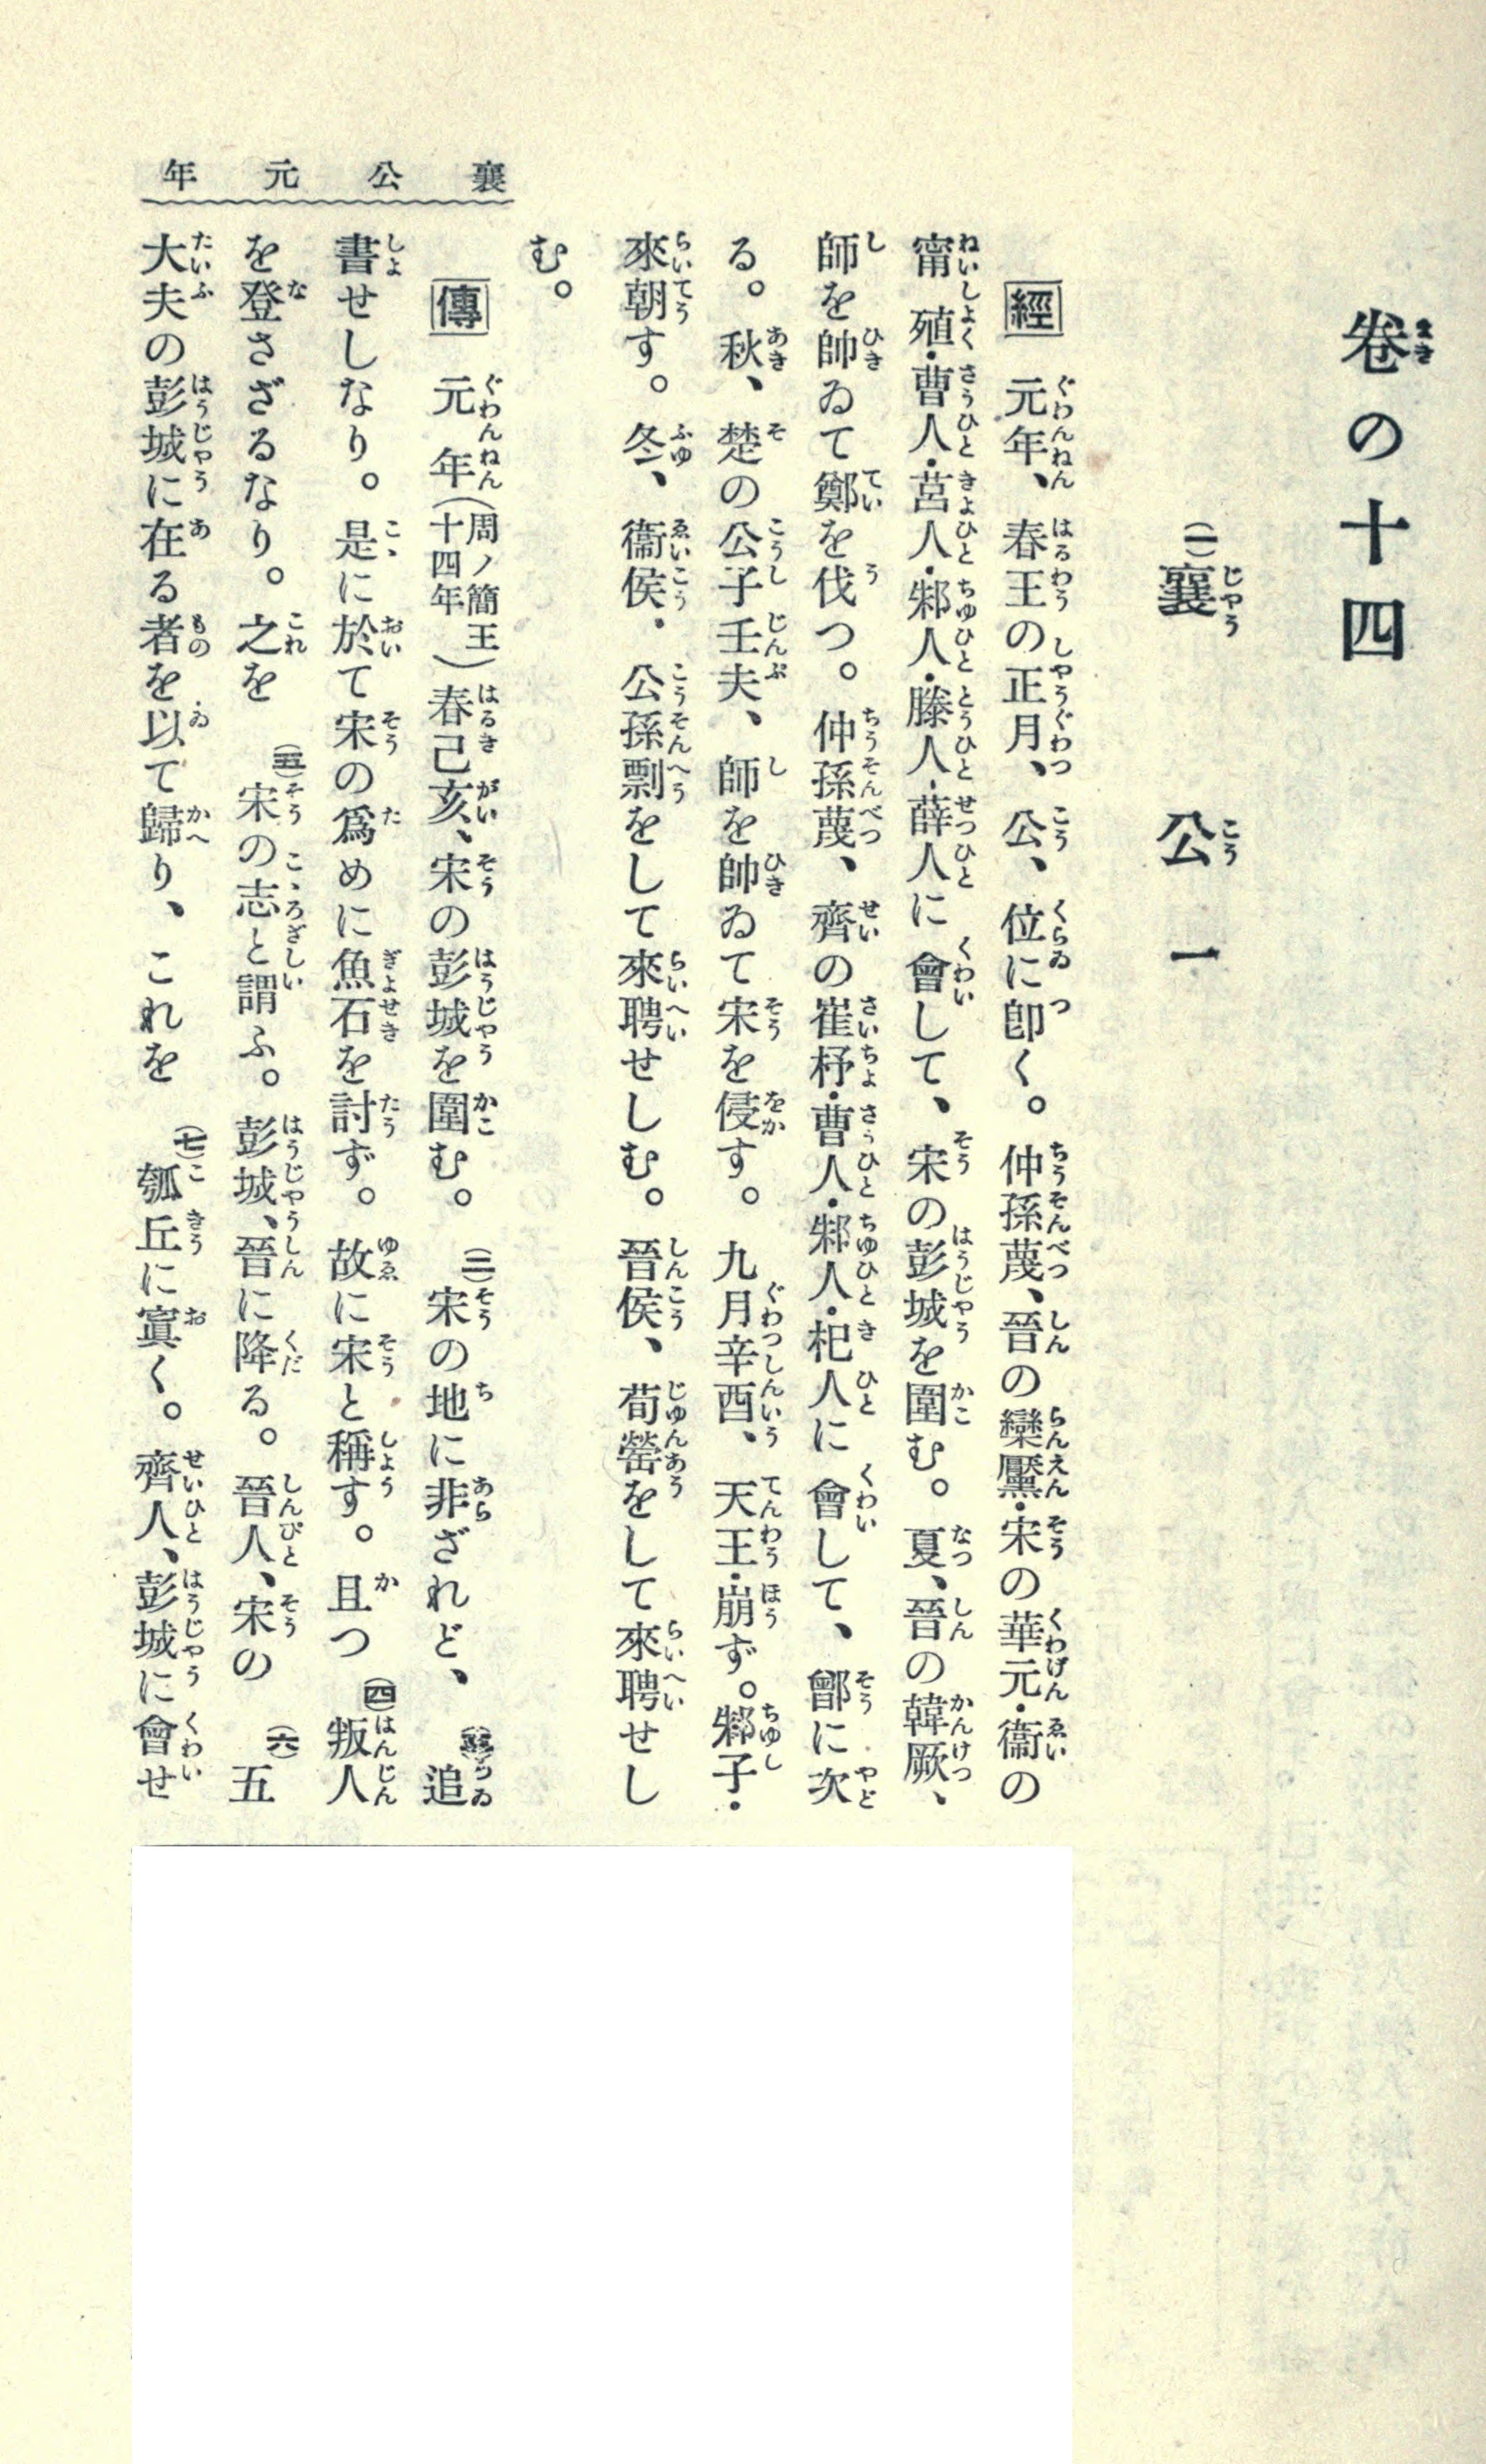 卷の十四
(一)襄公 一
經 元年、春王の正月、公、位に卽く。仲孫蔑、晉の欒黶・宋の華元・衞の
甯殖・曹人・莒人・邾人・滕人・薛人に會して、宋の彭城を圍む。夏、晉の韓厥、
師を帥ゐて鄭を伐つ。仲孫蔑、齊の崔杼・曹人・邾人・杞人に會して、鄫に次
る。秋、楚の公子壬夫、師を帥ゐて宋を侵す。九月辛酉、天王・崩ず。邾子・
來朝す。冬、衞侯・公孫剽をして來聘せしむ。晉侯、荀罃をして來聘せし
む。
襄公元年
傳 元年(周ノ簡王十四年)春己亥、宋の彭城を圍む。(二)宋の地に非ざれど、(三)追
書せしなり。是に於て宋の爲めに魚石を討ず。故に宋と稱す。且つ(四)叛人
を登さざるなり。之を(五)宋の志と謂ふ。彭城、晉に降る。晉人、宋の(六)五
大夫の彭城に在る者を以て歸り、これを(七)瓠丘に寘く。齊人、彭城に會せ